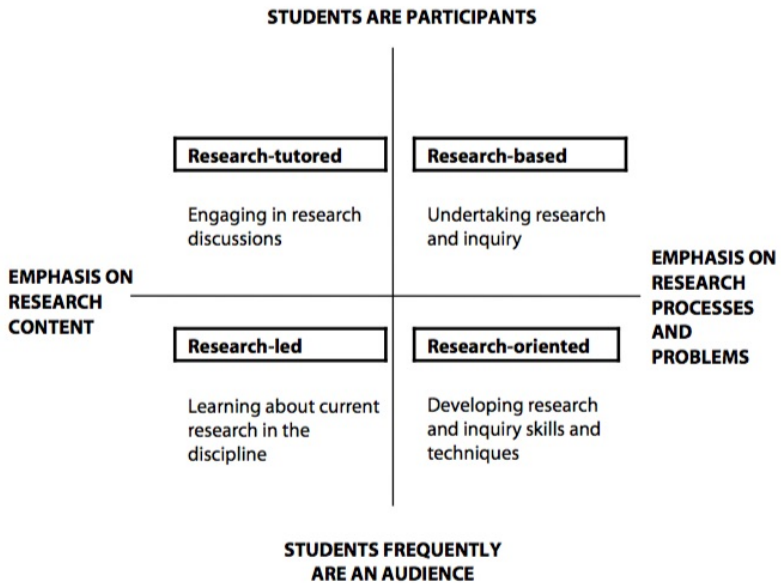 STUDENTS ARE PARTICIPANTS
Research-tutored
Engaging in research
discussions
Research-based
Undertaking research
and inquiry
EMPHASIS ON
RESEARCH
CONTENT
EMPHASIS ON
RESEARCH
PROCESSES
AND
PROBLEMS
Research-led
Learning about current
research in the
discipline
Research-oriented
Developing research
and inquiry skills and
techniques
STUDENTS FREQUENTLY
ARE AN AUDIENCE